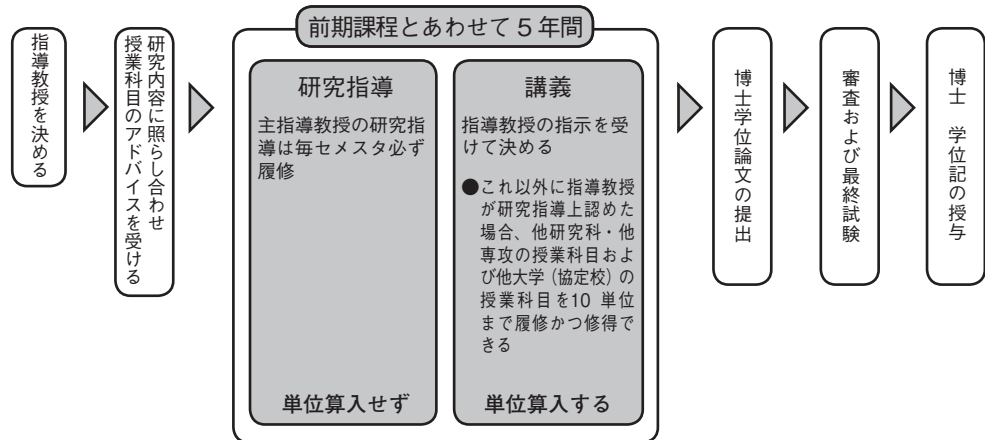 指導教授を決める
研究内容に照らし合わせ
授業科目のアドバイスを受ける
前期課程とあわせて5年間
研究指導
主指導教授の研究指
導は毎セメスタ必ず
履修
単位算入せず
講義
指導教授の指示を受
けて決める
●これ以外に指導教授
が研究指導上認めた
場合、他研究科・他
専攻の授業科目およ
び他大学（協定校）の
授業科目を10 単位
まで履修かつ修得で
きる
単位算入する
博士学位論文の提出
審査および最終試験
博士　学位記の授与